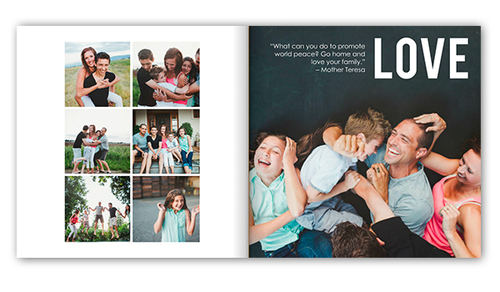 "What can you do to promote
world peace? Go home and
love your family."
– Mother Teresa
LOVE